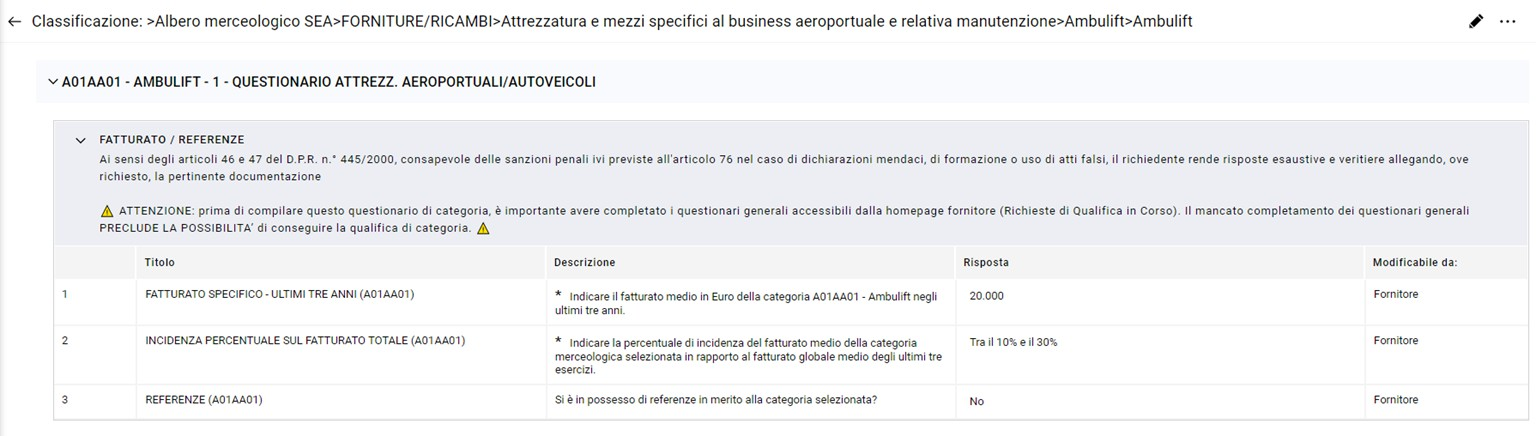 Classificazione: >Albero merceologico SEA>FORNITURE/RICAMBI>Attrezzatura e mezzi specifici al business aeroportuale e relativa manutenzione>Ambulift>Ambulift
A01AA01 - AMBULIFT - 1 - QUESTIONARIO ATTREZZ. AEROPORTUALI/AUTOVEICOLI
FATTURATO / REFERENZE
Ai sensi degli articoli 46 e 47 del D.P.R. n.° 445/2000, consapevole delle sanzioni penali ivi previste all'articolo 76 nel caso di dichiarazioni mendaci, di formazione o uso di atti falsi, il richiedente rende risposte esaustive e veritiere allegando, ove
richiesto, la pertinente documentazione
⚠ ATTENZIONE: prima di compilare questo questionario di categoria, è importante avere completato i questionari generali accessibili dalla homepage fornitore (Richieste di Qualifica in Corso). Il mancato completamento dei questionari generali
PRECLUDE LA POSSIBILITA' di conseguire la qualifica di categoria. ⚠
Titolo Descrizione Risposta Modificabile da:
1 FATTURATO SPECIFICO - ULTIMI TRE ANNI (A01AA01)
* Indicare il fatturato medio in Euro della categoria A01AA01 - Ambulift negli
ultimi tre anni.
20.000
Fornitore
2 INCIDENZA PERCENTUALE SUL FATTURATO TOTALE (A01AA01)
* Indicare la percentuale di incidenza del fatturato medio della categoria
merceologica selezionata in rapporto al fatturato globale medio degli ultimi tre
esercizi.
Tra il 10% e il 30%
Fornitore
3 REFERENZE (A01AA01)
Si è in possesso di referenze in merito alla categoria selezionata?
No
Fornitore